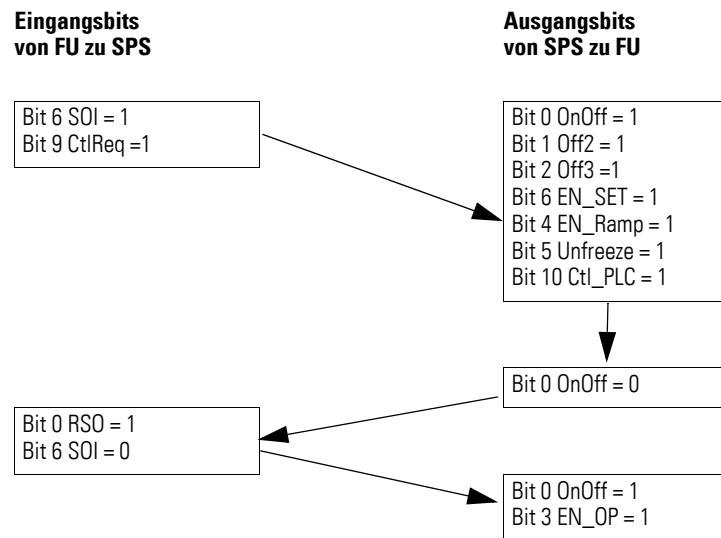 Eingangsbits
von FU zu SPS
Ausgangsbits
von SPS zu FU
Bit 6 SOI = 1
Bit 9 CtlReq =1
Bit 0 OnOff = 1
Bit 1 Off2 = 1
Bit 2 Off3 =1
Bit 6 EN_SET = 1
Bit 4 EN_Ramp = 1
Bit 5 Unfreeze = 1
Bit 10 Ctl_PLC = 1
Bit 0 OnOff = 0
Bit 0 RSO = 1
Bit 6 SOI = 0
Bit 0 OnOff = 1
Bit 3 EN_OP = 1